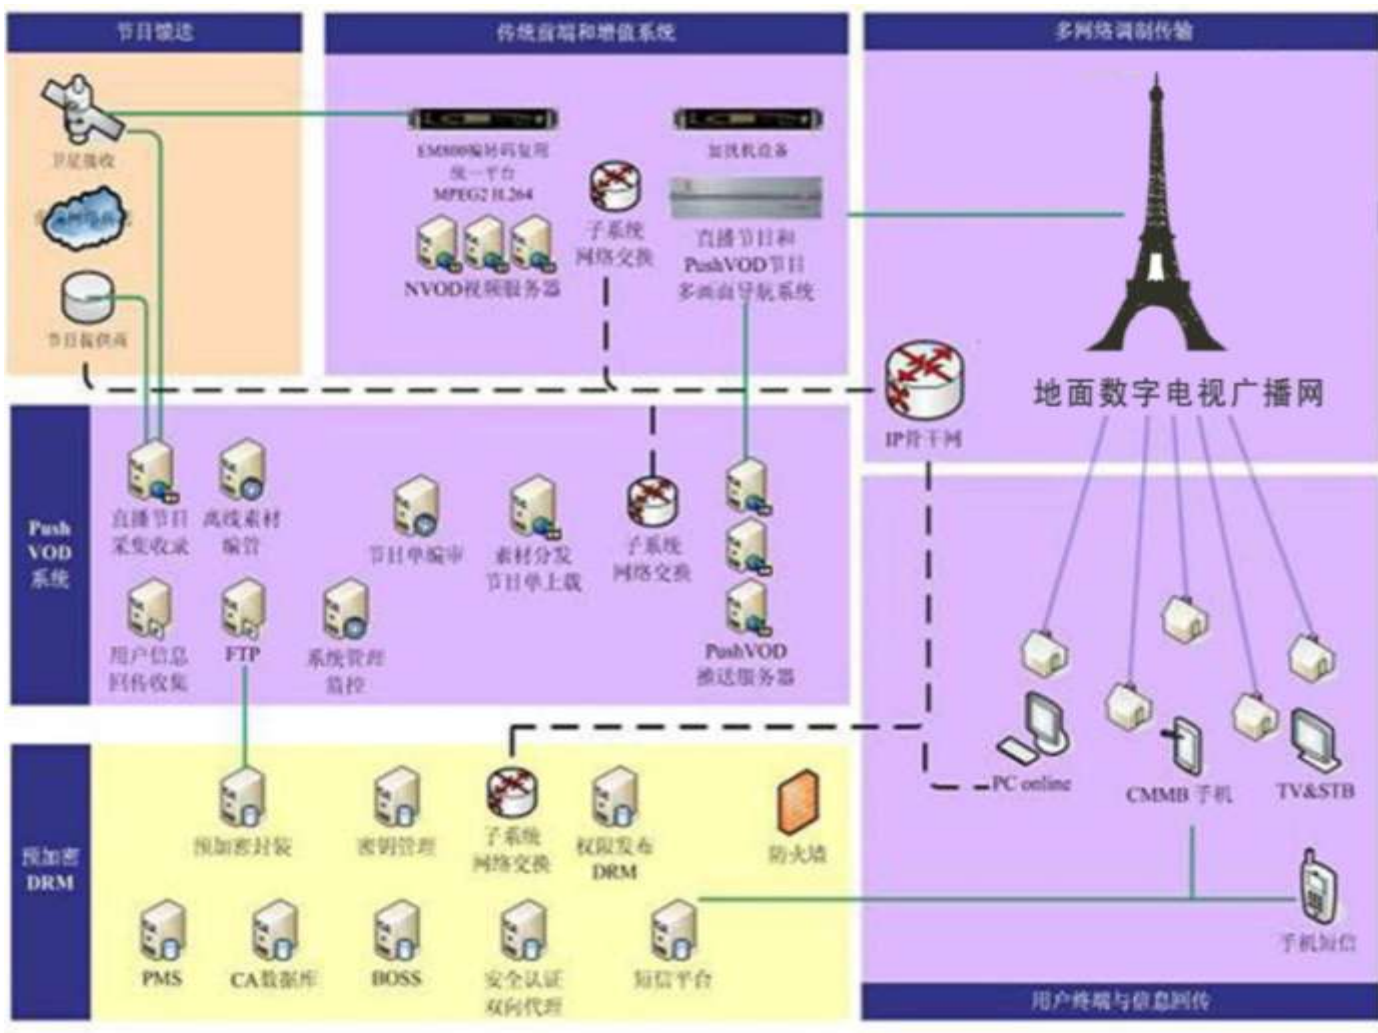 节目馈送
传统前端和增值系统
多网络调制传输
卫星接收
节目提供商
EM800编转码复用
统一平台
MPEG2 H.264
NVOD视频服务器
子系统
网络交换
加扰机设备
直播节目和
PushVOD节目
多画面导航系统
地面数字电视广播网
IP骨干网
Push
VOD
系统
直播节目
采集收录
离线素材
编管
节目单编审
素材分发
节目单上载
子系统
网络交换
用户信息
回传收集
FTP
系统管理
监控
PushVOD
推送服务器
预加密
DRM
预加密封装
密钥管理
子系统
网络交换
权限发布
DRM
防火墙
PMS
CA数据库
BOSS
安全认证
双向代理
短信平台
PC online
CMMB 手机
TV&STB
手机短信
用户终端与信息回传